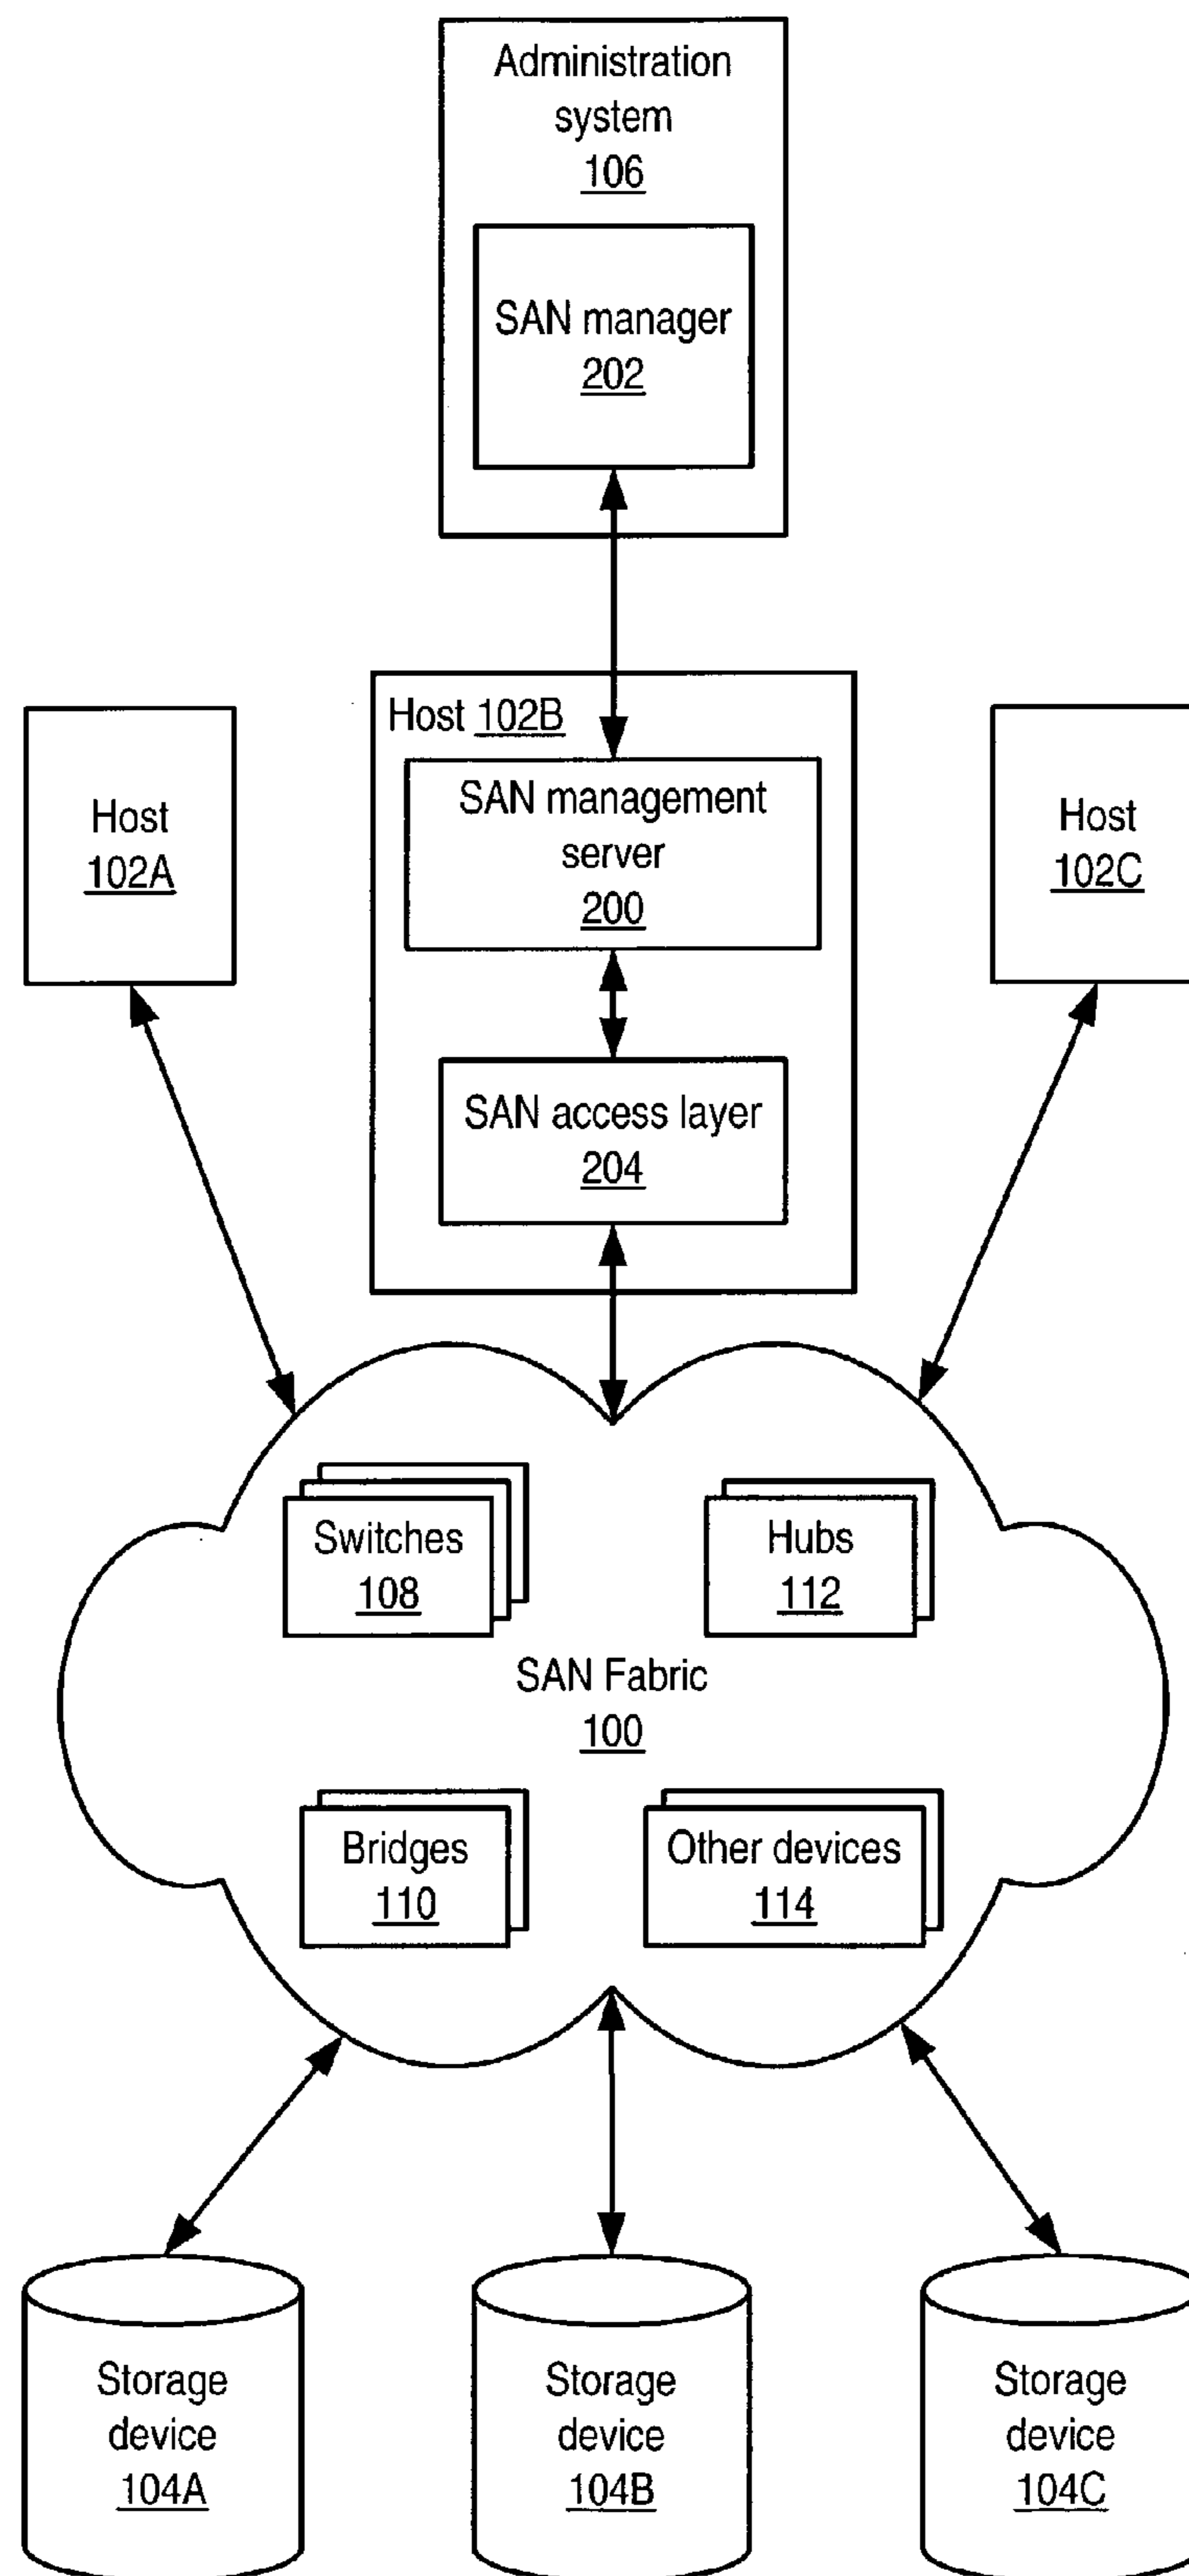 Administration
system
106
SAN manager
202
Host 102B
SAN management
server
200
Host
102A
Host
102C
SAN access layer
204
Switches
108
Hubs
112
SAN Fabric
100
Bridges
110
Other devices
114
Storage
device
104A
Storage
device
104B
Storage
device
104C